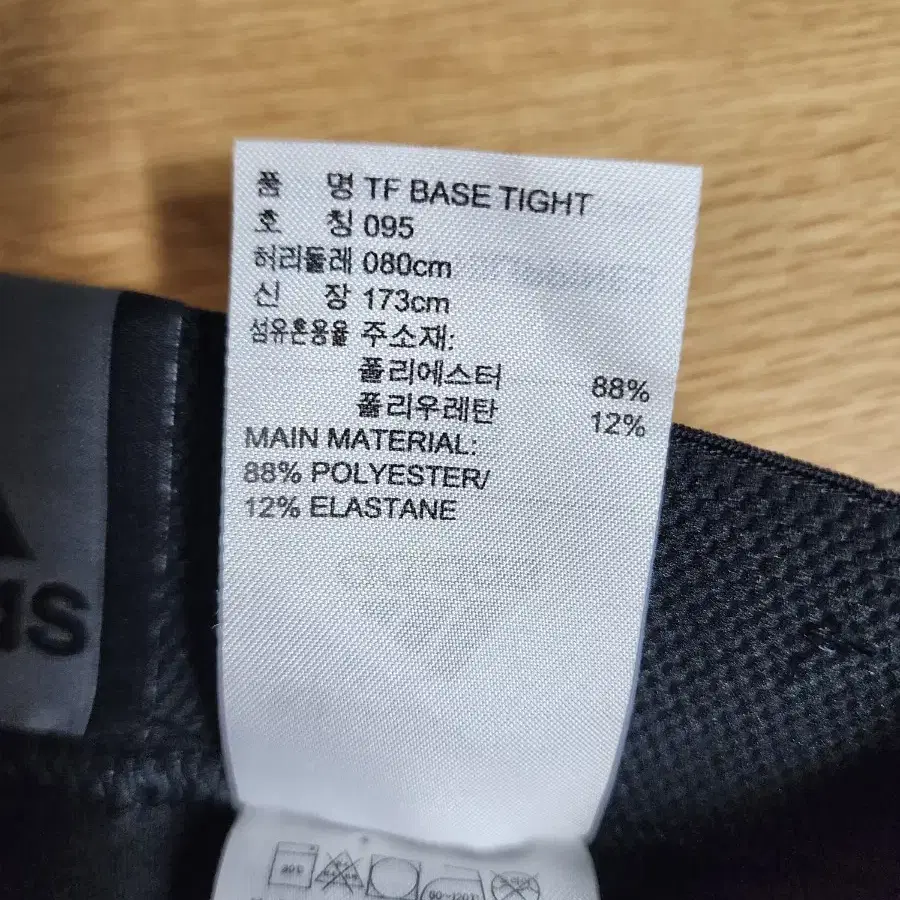 품 명 TF BASE TIGHT
호 칭 095
허리둘레 080cm
신 장 173cm
섬유혼용율 주소재:
폴리에스터 88%
폴리우레탄 12%
MAIN MATERIAL:
88% POLYESTER/
12% ELASTANE